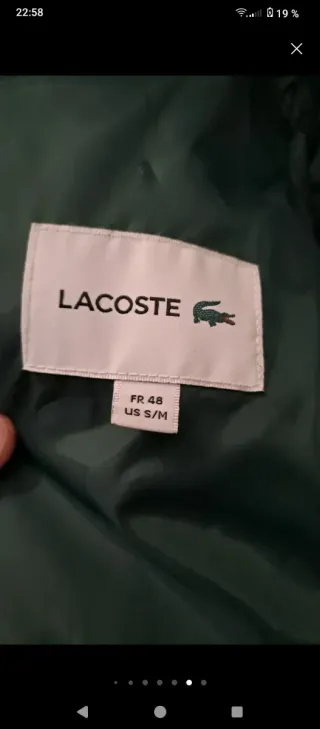 22:58
19 %
LACOSTE
FR 48
US S/M